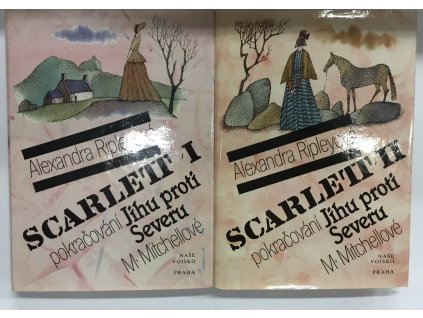 Alexandra Ripleyová
SCARLETT I
pokračování Jihu proti
Severu
M. Mitchellové
NAŠE
VOJSKO
PRAHA
Alexandra Ripleyová
SCARLETT II
pokračování Jihu proti
Severu
M. Mitchellové
NAŠE
VOJSKO
PRAHA